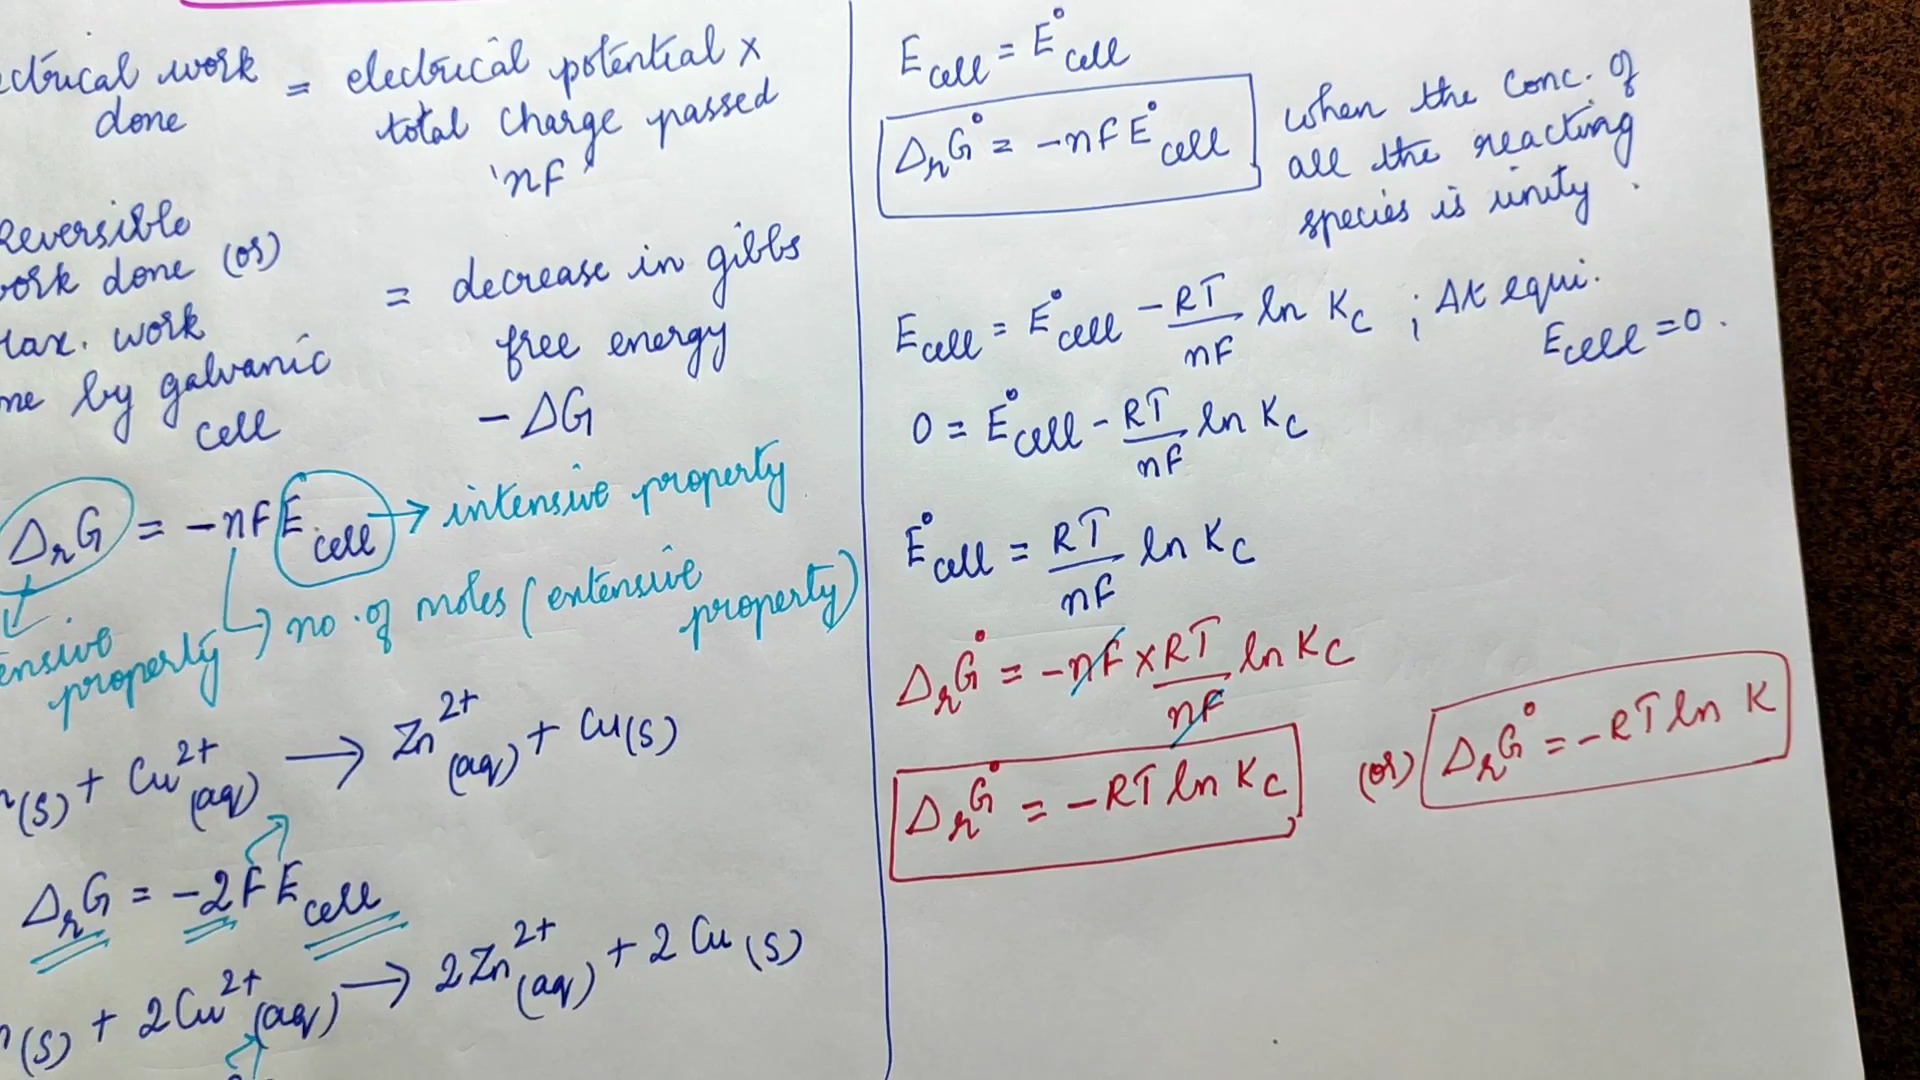 work = electrical potential x
done total charge passed
'nF'
Reversible
work done (or) = decrease in gibbs
Max. work free energy
by galvanic - ΔG
cell
ΔrG = -nFEcell → intensive property
no. of moles (extensive property)
property
(s) + Cu²⁺(aq) → Zn²⁺(aq) + Cu(s)
ΔrG = -2FEcell
(s) + 2Cu²⁺(aq) → 2Zn²⁺(aq) + 2Cu(s)
Ecell = E°cell
ΔrG° = -nFE°cell when the conc. of
all the reacting
species is unity.
Ecell = E°cell - RT/nF ln Kc ; At equi.
Ecell = 0.
0 = E°cell - RT/nF ln Kc
E°cell = RT/nF ln Kc
ΔrG° = -nF x RT/nF ln Kc
ΔrG° = -RT ln Kc (or) ΔrG° = -RT ln K